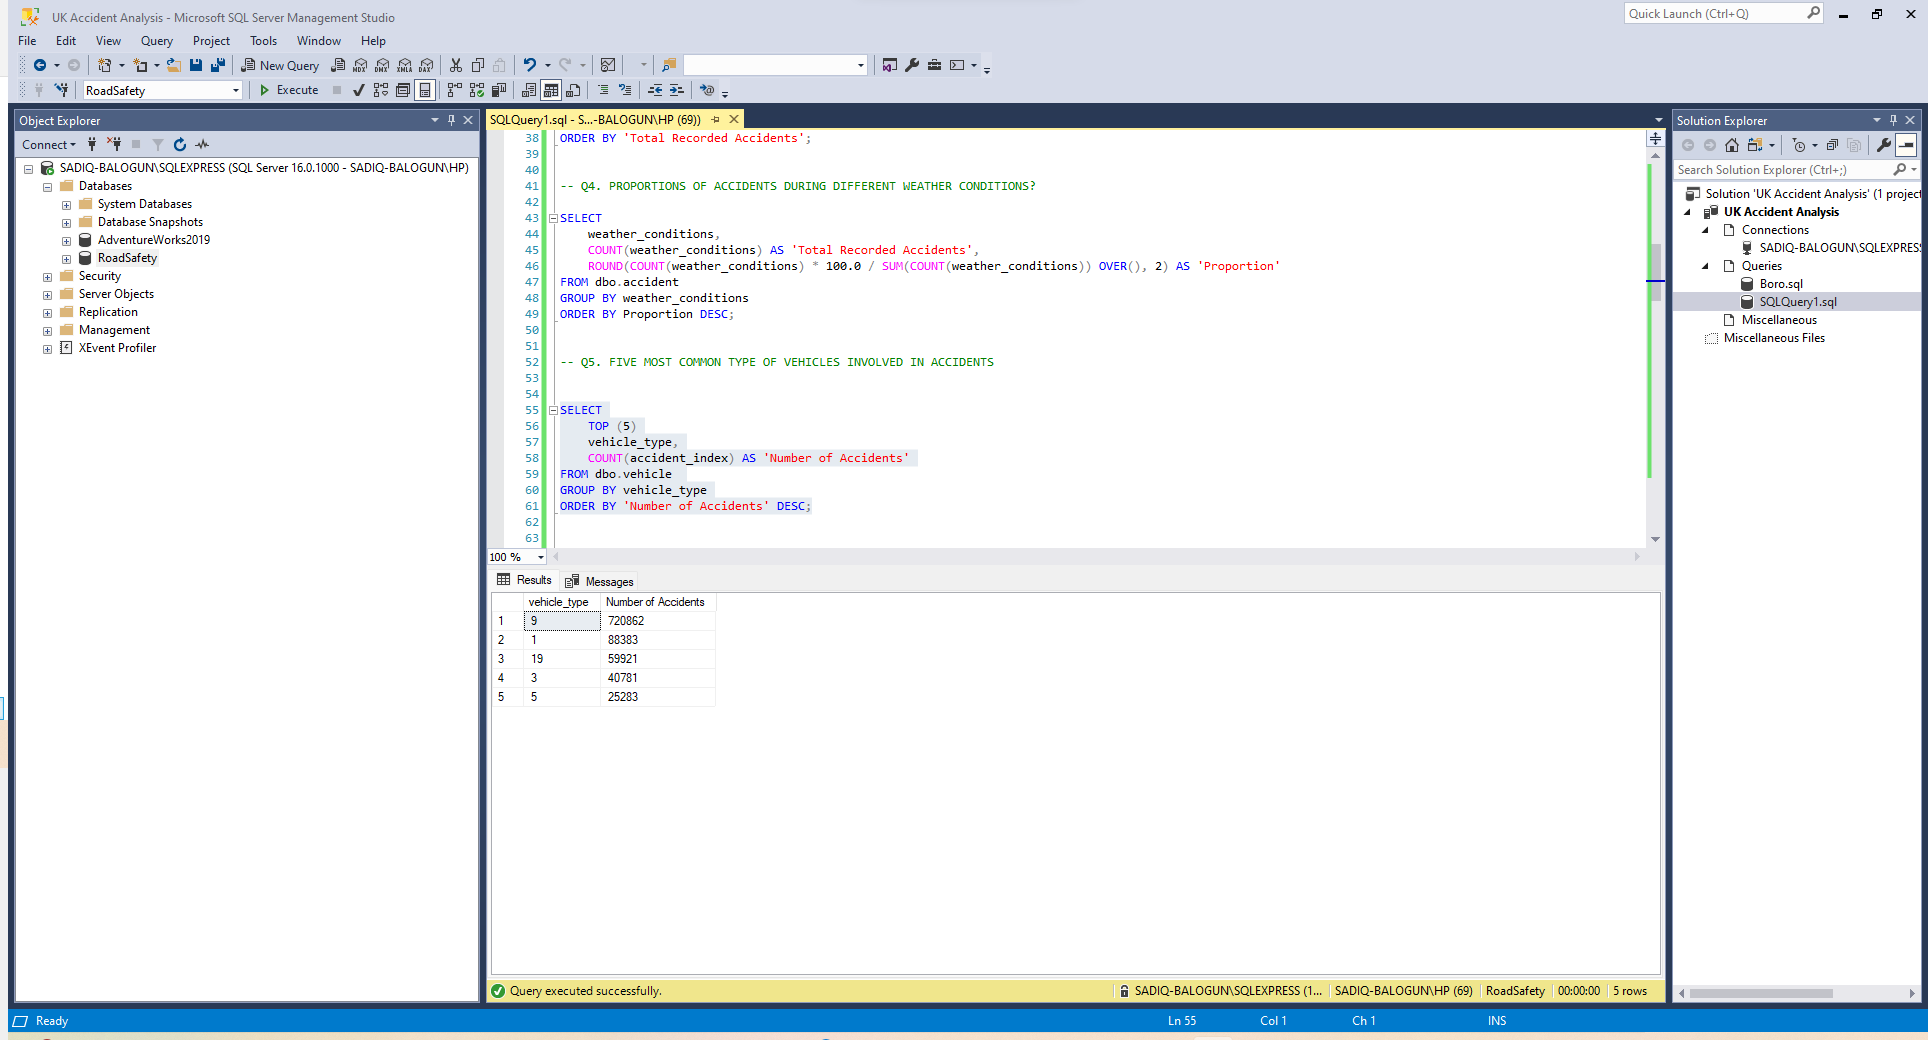 UK Accident Analysis - Microsoft SQL Server Management Studio
Quick Launch (Ctrl+Q)
File Edit View Query Project Tools Window Help
New Query MDX DMX XMLA DAX
RoadSafety Execute
Object Explorer
Connect
SADIQ-BALOGUN\SQLEXPRESS (SQL Server 16.0.1000 - SADIQ-BALOGUN\HP)
Databases
System Databases
Database Snapshots
AdventureWorks2019
RoadSafety
Security
Server Objects
Replication
Management
XEvent Profiler
SQLQuery1.sql - S...-BALOGUN\HP (69))
38 ORDER BY 'Total Recorded Accidents';
39
40
41 -- Q4. PROPORTIONS OF ACCIDENTS DURING DIFFERENT WEATHER CONDITIONS?
42
43 SELECT
44 weather_conditions,
45 COUNT(weather_conditions) AS 'Total Recorded Accidents',
46 ROUND(COUNT(weather_conditions) * 100.0 / SUM(COUNT(weather_conditions)) OVER(), 2) AS 'Proportion'
47 FROM dbo.accident
48 GROUP BY weather_conditions
49 ORDER BY Proportion DESC;
50
51
52 -- Q5. FIVE MOST COMMON TYPE OF VEHICLES INVOLVED IN ACCIDENTS
53
54
55 SELECT
56 TOP (5)
57 vehicle_type,
58 COUNT(accident_index) AS 'Number of Accidents'
59 FROM dbo.vehicle
60 GROUP BY vehicle_type
61 ORDER BY 'Number of Accidents' DESC;
62
63
100 %
Results Messages
vehicle_type Number of Accidents
1 9 720862
2 1 88383
3 19 59921
4 3 40781
5 5 25283
Query executed successfully. SADIQ-BALOGUN\SQLEXPRESS (1... SADIQ-BALOGUN\HP (69) RoadSafety 00:00:00 5 rows
Solution Explorer
Search Solution Explorer (Ctrl+;)
Solution 'UK Accident Analysis' (1 project
UK Accident Analysis
Connections
SADIQ-BALOGUN\SQLEXPRESS
Queries
Boro.sql
SQLQuery1.sql
Miscellaneous
Miscellaneous Files
Ready Ln 55 Col 1 Ch 1 INS